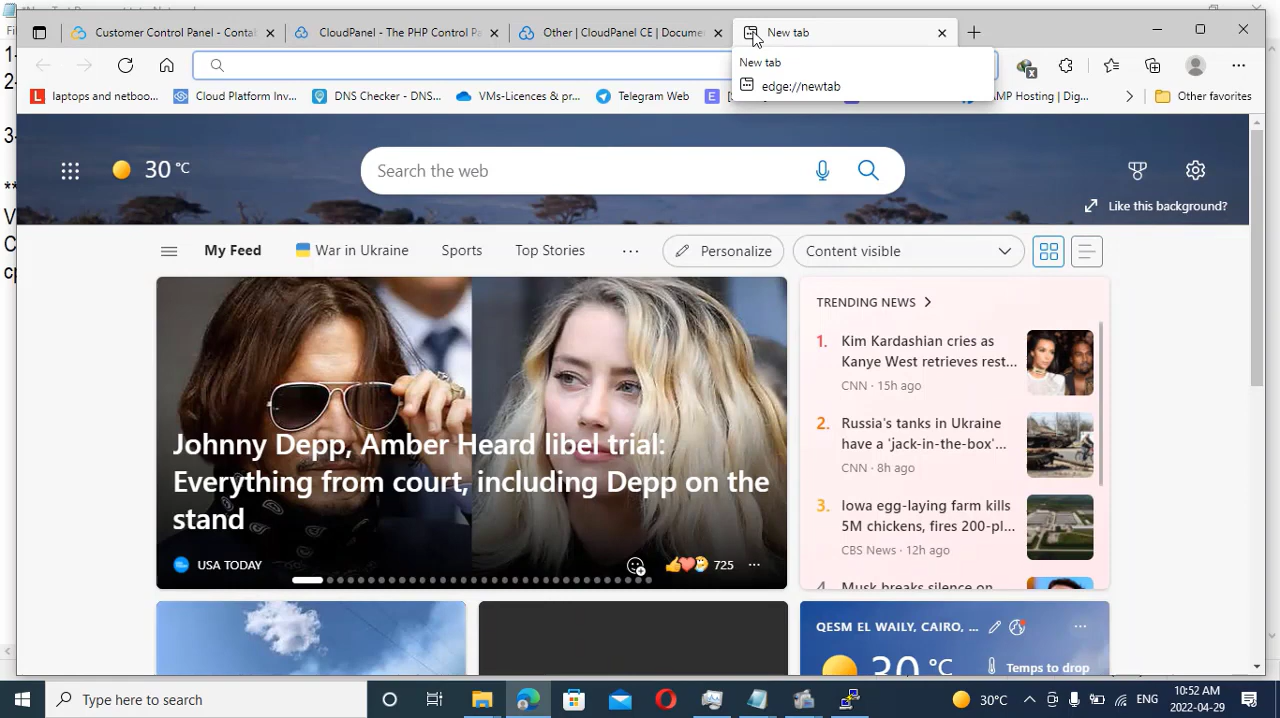 Customer Control Panel - Conta
CloudPanel - The PHP Control Pa
Other | CloudPanel CE | Docume
New tab
New tab
edge://newtab
laptops and netboo...
Cloud Platform Inv...
DNS Checker - DNS...
VMs-Licences & pr...
Telegram Web
MP Hosting | Dig...
Other favorites
30 °C
Search the web
Like this background?
My Feed
War in Ukraine
Sports
Top Stories
Personalize
Content visible
Johnny Depp, Amber Heard libel trial:
Everything from court, including Depp on the
stand
USA TODAY
725
TRENDING NEWS
1. Kim Kardashian cries as
Kanye West retrieves rest...
CNN · 15h ago
2. Russia's tanks in Ukraine
have a 'jack-in-the-box'...
CNN · 8h ago
3. Iowa egg-laying farm kills
5M chickens, fires 200-pl...
CBS News · 12h ago
4 Musk breaks silence on
QESM EL WAILY, CAIRO, ...
30 °C
Temps to drop
Type here to search
30°C
ENG
10:52 AM
2022-04-29